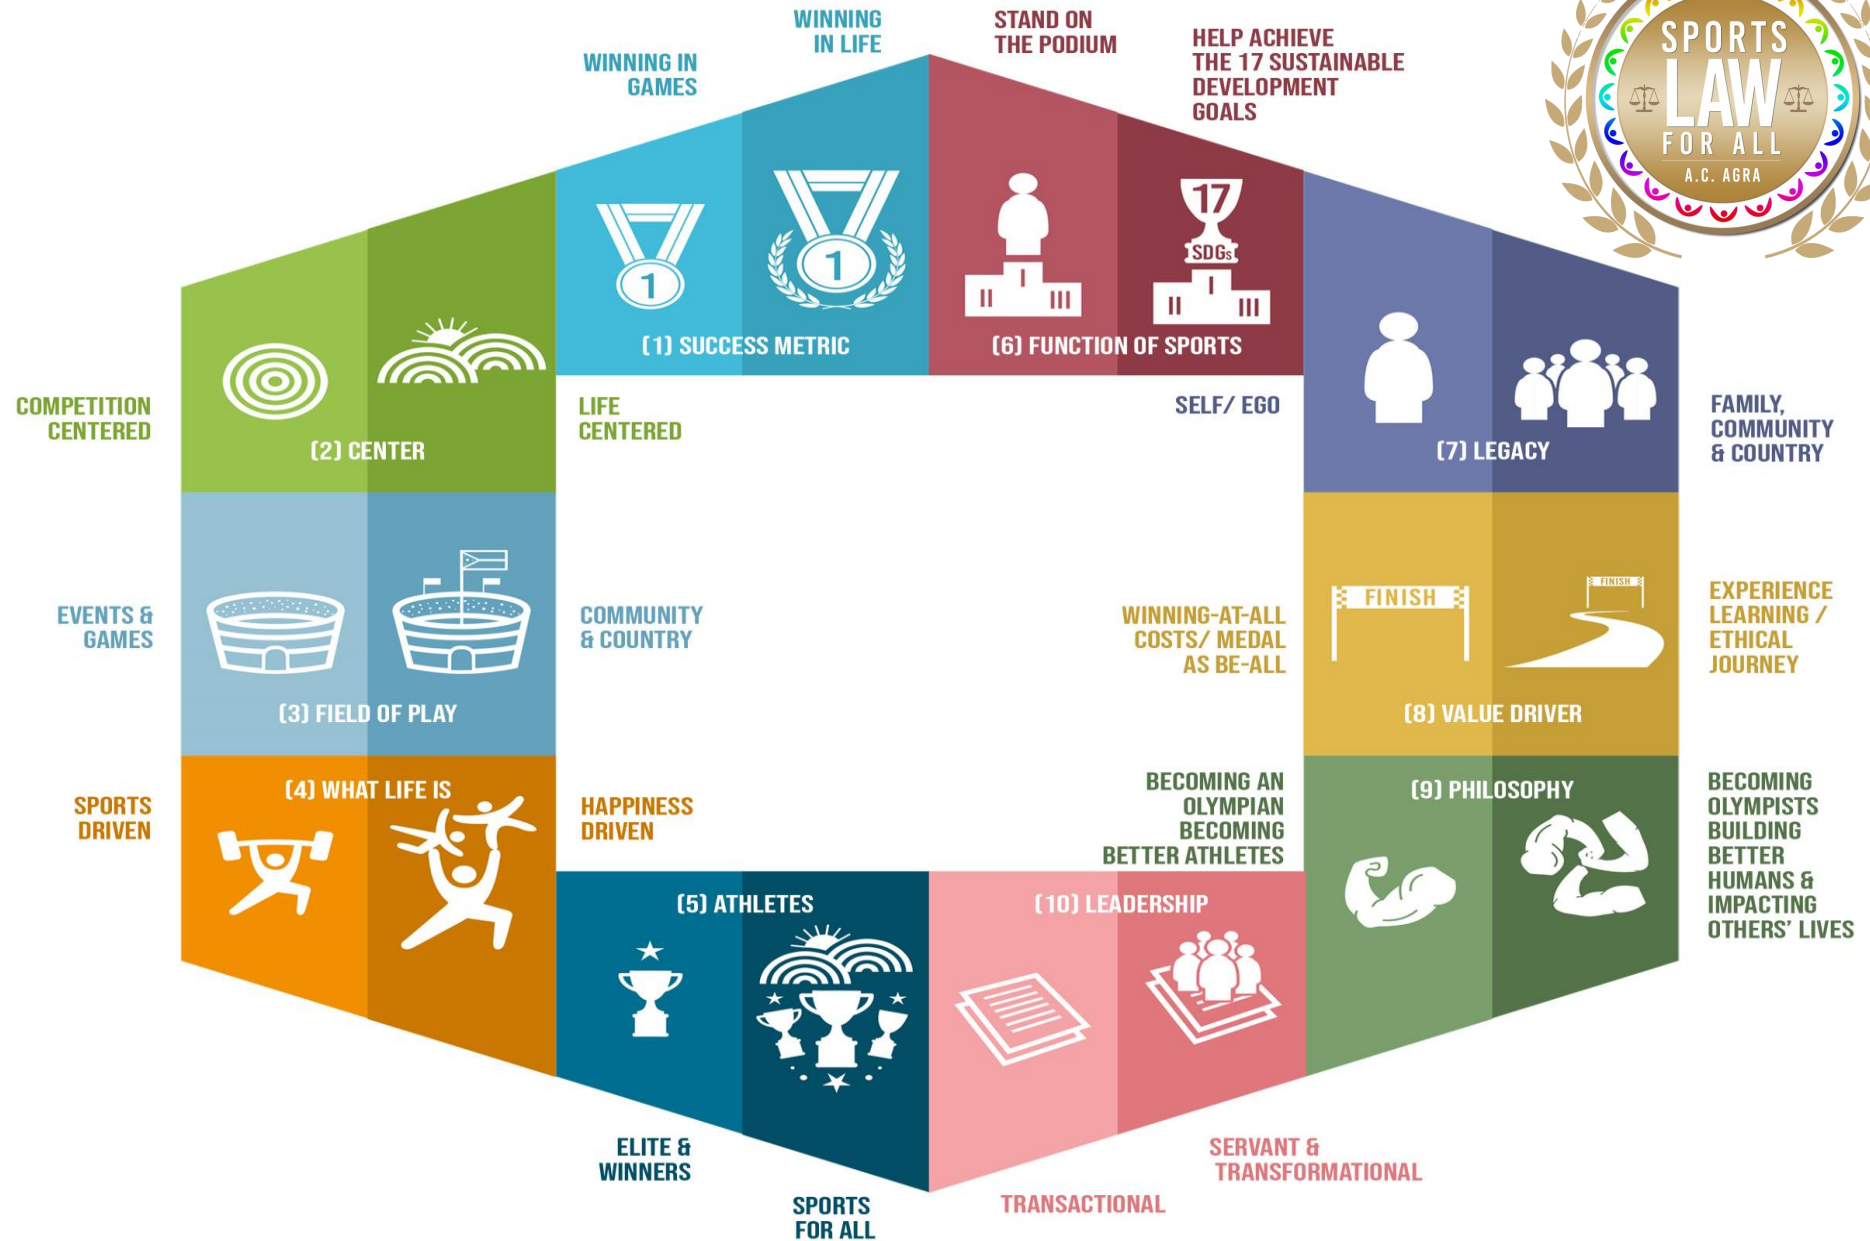 WINNING
IN LIFE
WINNING IN
GAMES
STAND ON
THE PODIUM
HELP ACHIEVE
THE 17 SUSTAINABLE
DEVELOPMENT
GOALS
SPORTS
LAW
FOR ALL
A.C. AGRA
1
1
(1) SUCCESS METRIC
I
II
III
17
SDGs
I
II
III
(6) FUNCTION OF SPORTS
COMPETITION
CENTERED
(2) CENTER
LIFE
CENTERED
SELF/ EGO
(7) LEGACY
FAMILY,
COMMUNITY
& COUNTRY
EVENTS &
GAMES
(3) FIELD OF PLAY
COMMUNITY
& COUNTRY
WINNING-AT-ALL
COSTS/ MEDAL
AS BE-ALL
FINISH
FINISH
(8) VALUE DRIVER
EXPERIENCE
LEARNING /
ETHICAL
JOURNEY
SPORTS
DRIVEN
(4) WHAT LIFE IS
HAPPINESS
DRIVEN
BECOMING AN
OLYMPIAN
BECOMING
BETTER ATHLETES
(9) PHILOSOPHY
BECOMING
OLYMPISTS
BUILDING
BETTER
HUMANS &
IMPACTING
OTHERS' LIVES
(5) ATHLETES
(10) LEADERSHIP
ELITE &
WINNERS
SPORTS
FOR ALL
TRANSACTIONAL
SERVANT &
TRANSFORMATIONAL